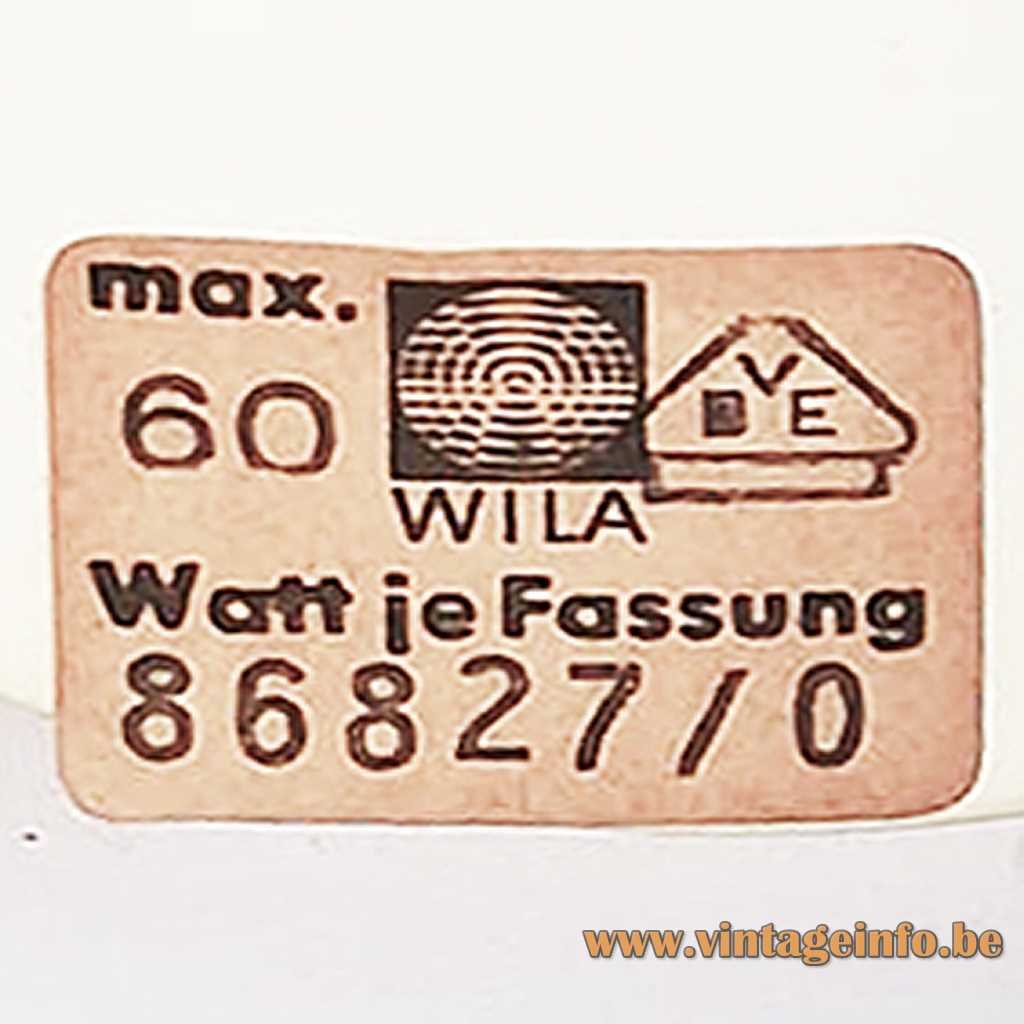 max.
60
WILA
V
D E
Watt je Fassung
86827/0
www.vintageinfo.be